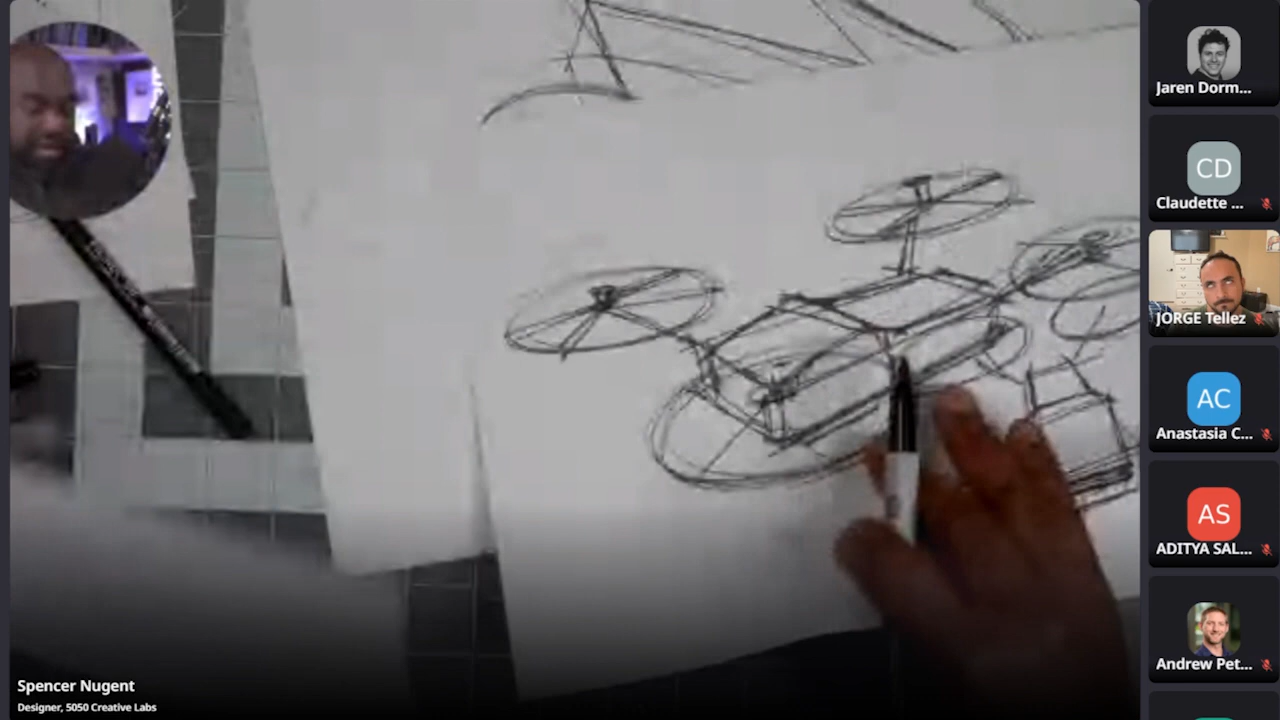 Jaren Dorm...
CD
Claudette ...
JORGE Tellez
AC
Anastasia C...
AS
ADITYA SAL...
Andrew Pet...
Spencer Nugent
Designer, 5050 Creative Labs